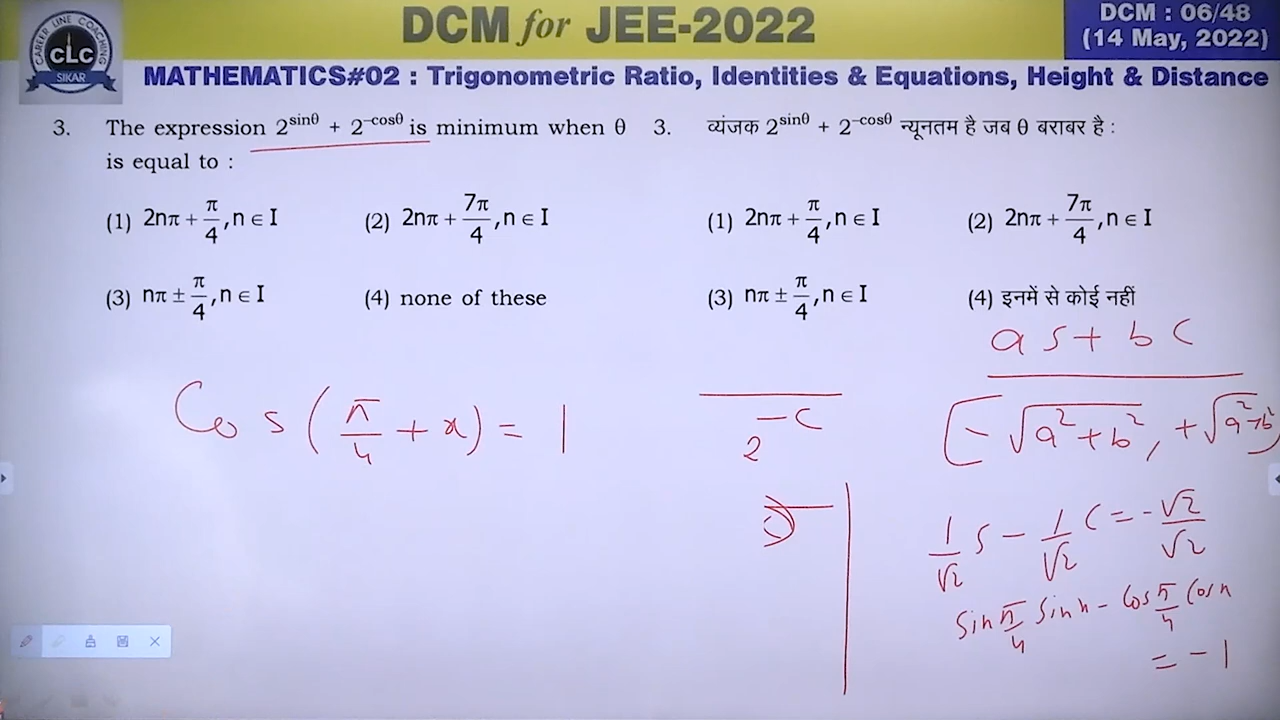 CAREER LINE COACHING
CLC
SIKAR
DCM for JEE-2022
DCM : 06/48
(14 May, 2022)
MATHEMATICS#02 : Trigonometric Ratio, Identities & Equations, Height & Distance
3. The expression 2^sinθ + 2^–cosθ is minimum when θ
is equal to :
(1) 2nπ + π/4, n ∈ I (2) 2nπ + 7π/4, n ∈ I
(3) nπ ± π/4, n ∈ I (4) none of these
3. व्यंजक 2^sinθ + 2^–cosθ न्यूनतम है जब θ बराबर है :
(1) 2nπ + π/4, n ∈ I (2) 2nπ + 7π/4, n ∈ I
(3) nπ ± π/4, n ∈ I (4) इनमें से कोई नहीं
Cos(π/4 + x) = 1
2^-c
a s + b c
[-√a²+b², +√a²+b²]
1/√2 s - 1/√2 c = -√2/√2
sin π/4 sin x - cos π/4 cos x
= -1